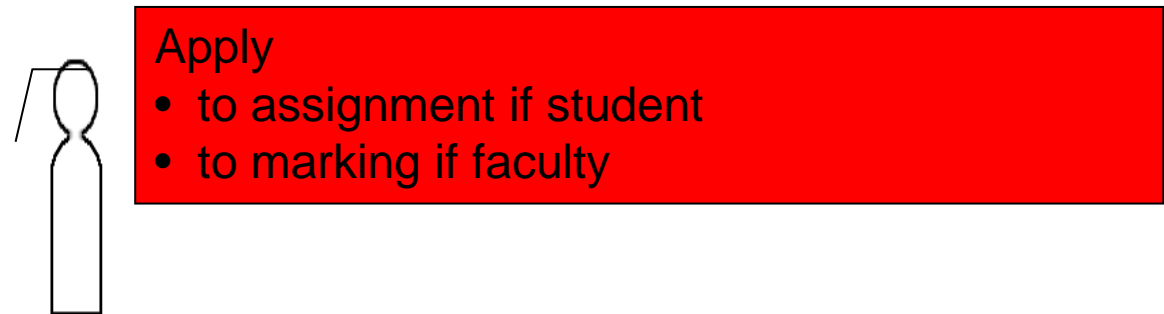 Apply
• to assignment if student
• to marking if faculty